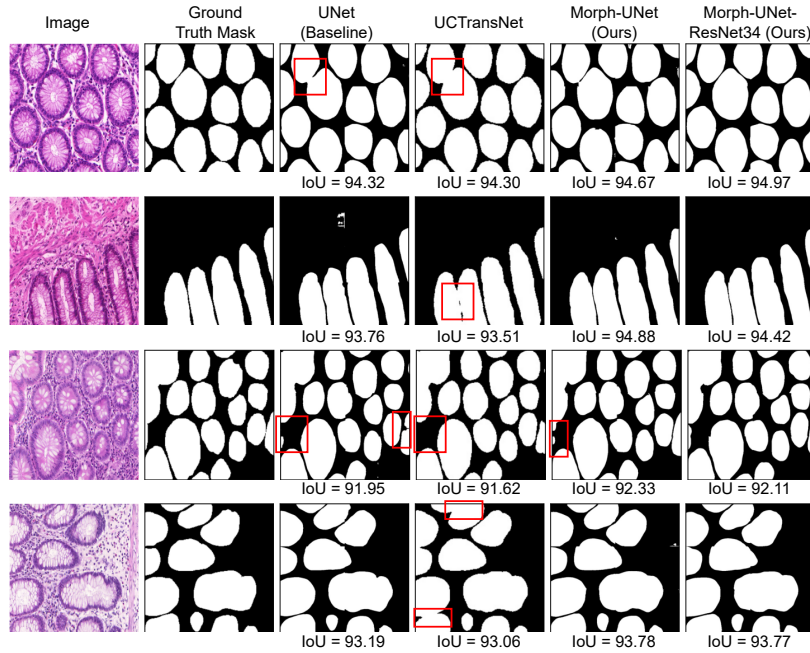 Image
Ground
Truth Mask
UNet
(Baseline)
UCTransNet
Morph-UNet
(Ours)
Morph-UNet-
ResNet34 (Ours)
IoU = 94.32
IoU = 94.30
IoU = 94.67
IoU = 94.97
IoU = 93.76
IoU = 93.51
IoU = 94.88
IoU = 94.42
IoU = 91.95
IoU = 91.62
IoU = 92.33
IoU = 92.11
IoU = 93.19
IoU = 93.06
IoU = 93.78
IoU = 93.77